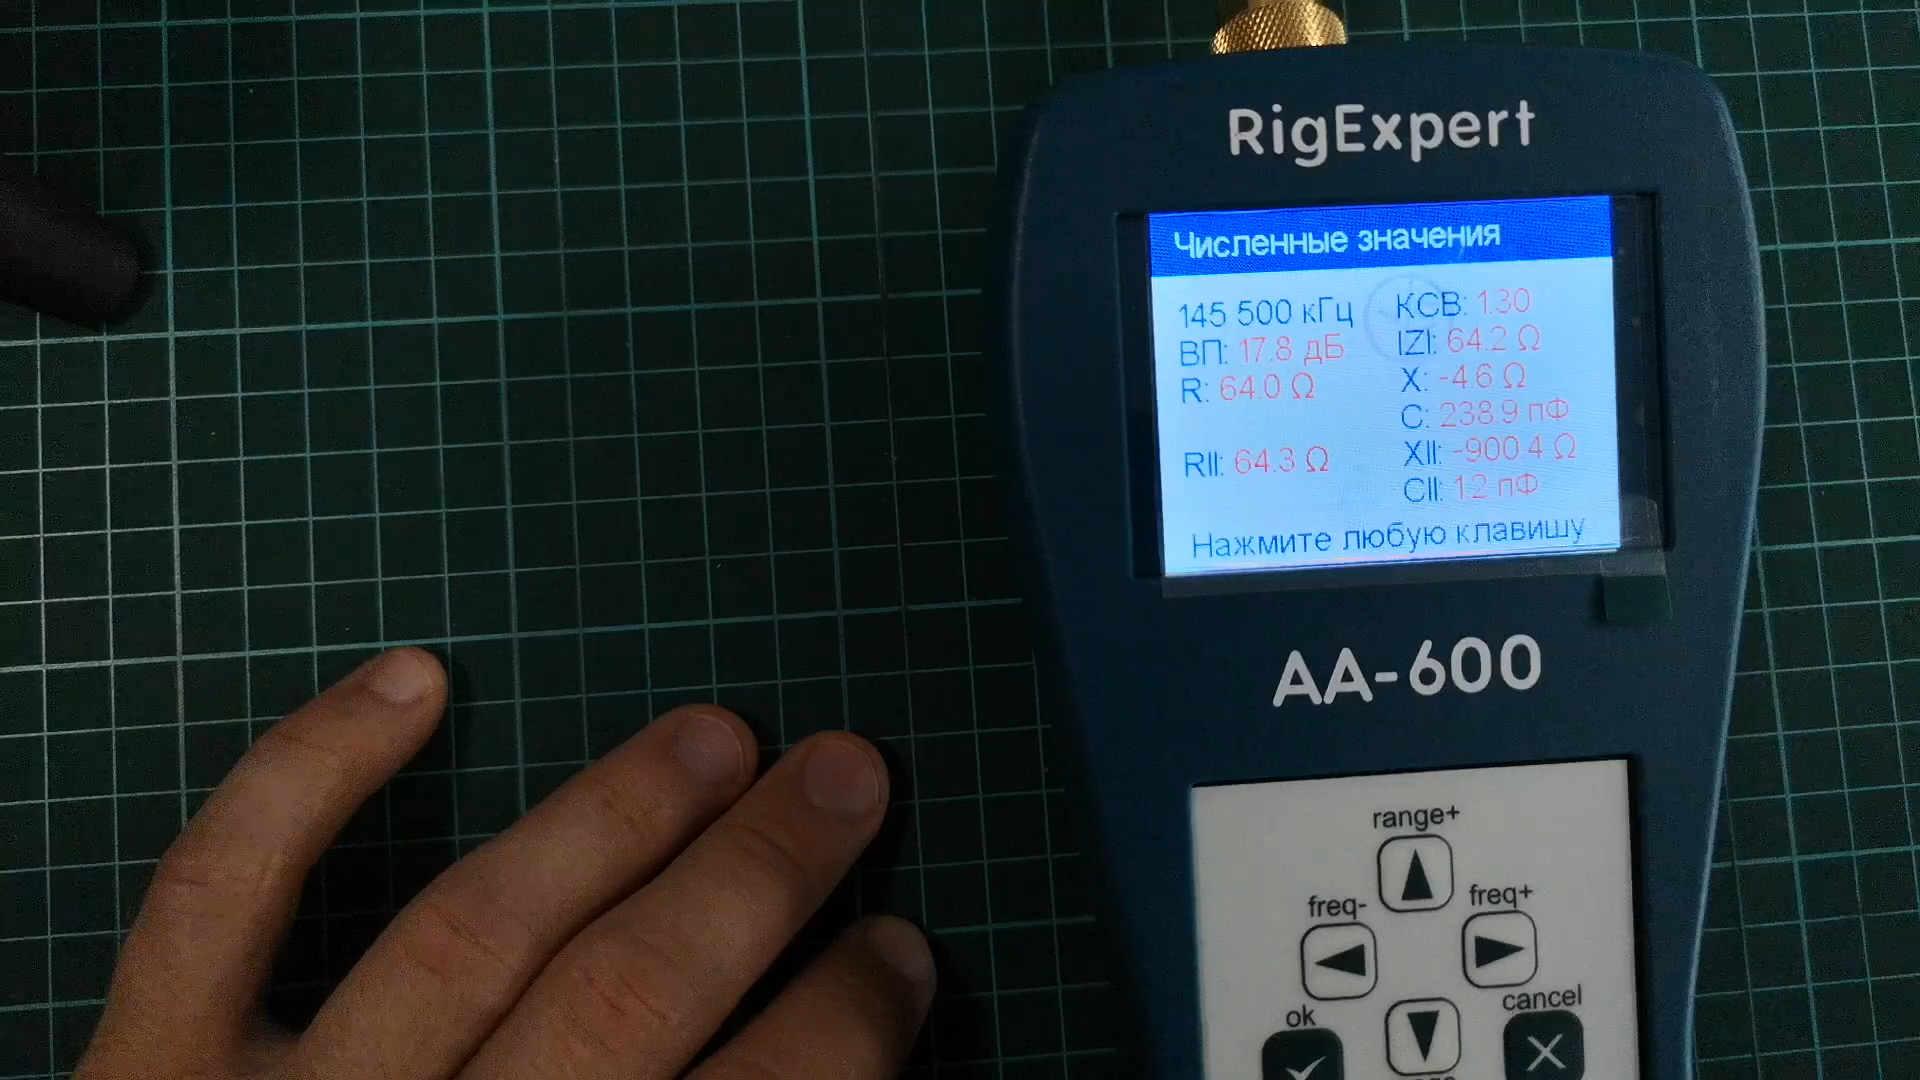 RigExpert
Численные значения
145 500 кГц КСВ: 1.30
ВП: 17.8 дБ |Z|: 64.2 Ω
R: 64.0 Ω X: -4.6 Ω
C: 238.9 пФ
R||: 64.3 Ω X||: -900.4 Ω
C||: 1.2 пФ
Нажмите любую клавишу
AA-600
range+
freq- freq+
ok cancel